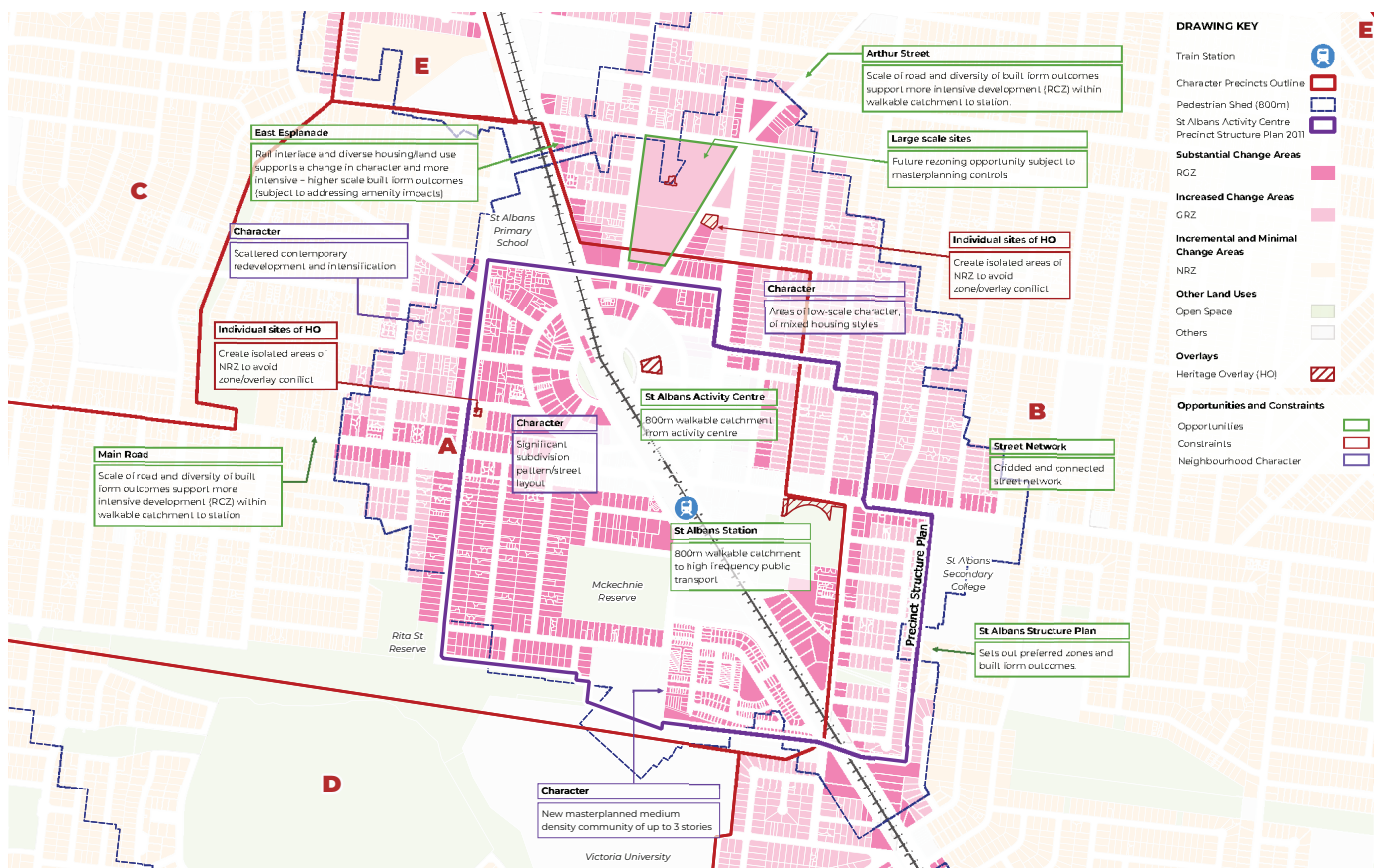 E
DRAWING KEY
Train Station
Character Precincts Outline
Pedestrian Shed (800m)
St Albans Activity Centre
Precinct Structure Plan 2011
Substantial Change Areas
RGZ
Increased Change Areas
GRZ
Incremental and Minimal
Change Areas
NRZ
Other Land Uses
Open Space
Others
Overlays
Heritage Overlay (HO)
Opportunities and Constraints
Opportunities
Constraints
Neighbourhood Character
Arthur Street
Scale of road and diversity of built form outcomes
support more intensive development (RCZ) within
walkable catchment to station.
E
East Esplanade
Rail interface and diverse housing/land use
supports a change in character and more
intensive – higher scale built form outcomes
(subject to addressing amenity impacts)
Large scale sites
Future rezoning opportunity subject to
masterplanning controls
C
St Albans
Primary
School
Character
Scattered contemporary
redevelopment and intensification
Individual sites of HO
Create isolated areas of
NRZ to avoid
zone/overlay conflict
Character
Areas of low-scale character,
of mixed housing styles
Individual sites of HO
Create isolated areas of
NRZ to avoid
zone/overlay conflict
St Albans Activity Centre
800m walkable catchment
from activity centre
B
A
Character
Significant
subdivision
pattern/street
layout
Street Network
Gridded and connected
street network
Main Road
Scale of road and diversity of built
form outcomes support more
intensive development (RCZ) within
walkable catchment to station
St Albans Station
800m walkable catchment
to high frequency public
transport
Precinct Structure Plan
St Albans
Secondary
College
Mckechnie
Reserve
Rita St
Reserve
St Albans Structure Plan
Sets out preferred zones and
built form outcomes.
D
Character
New masterplanned medium
density community of up to 3 stories
Victoria University